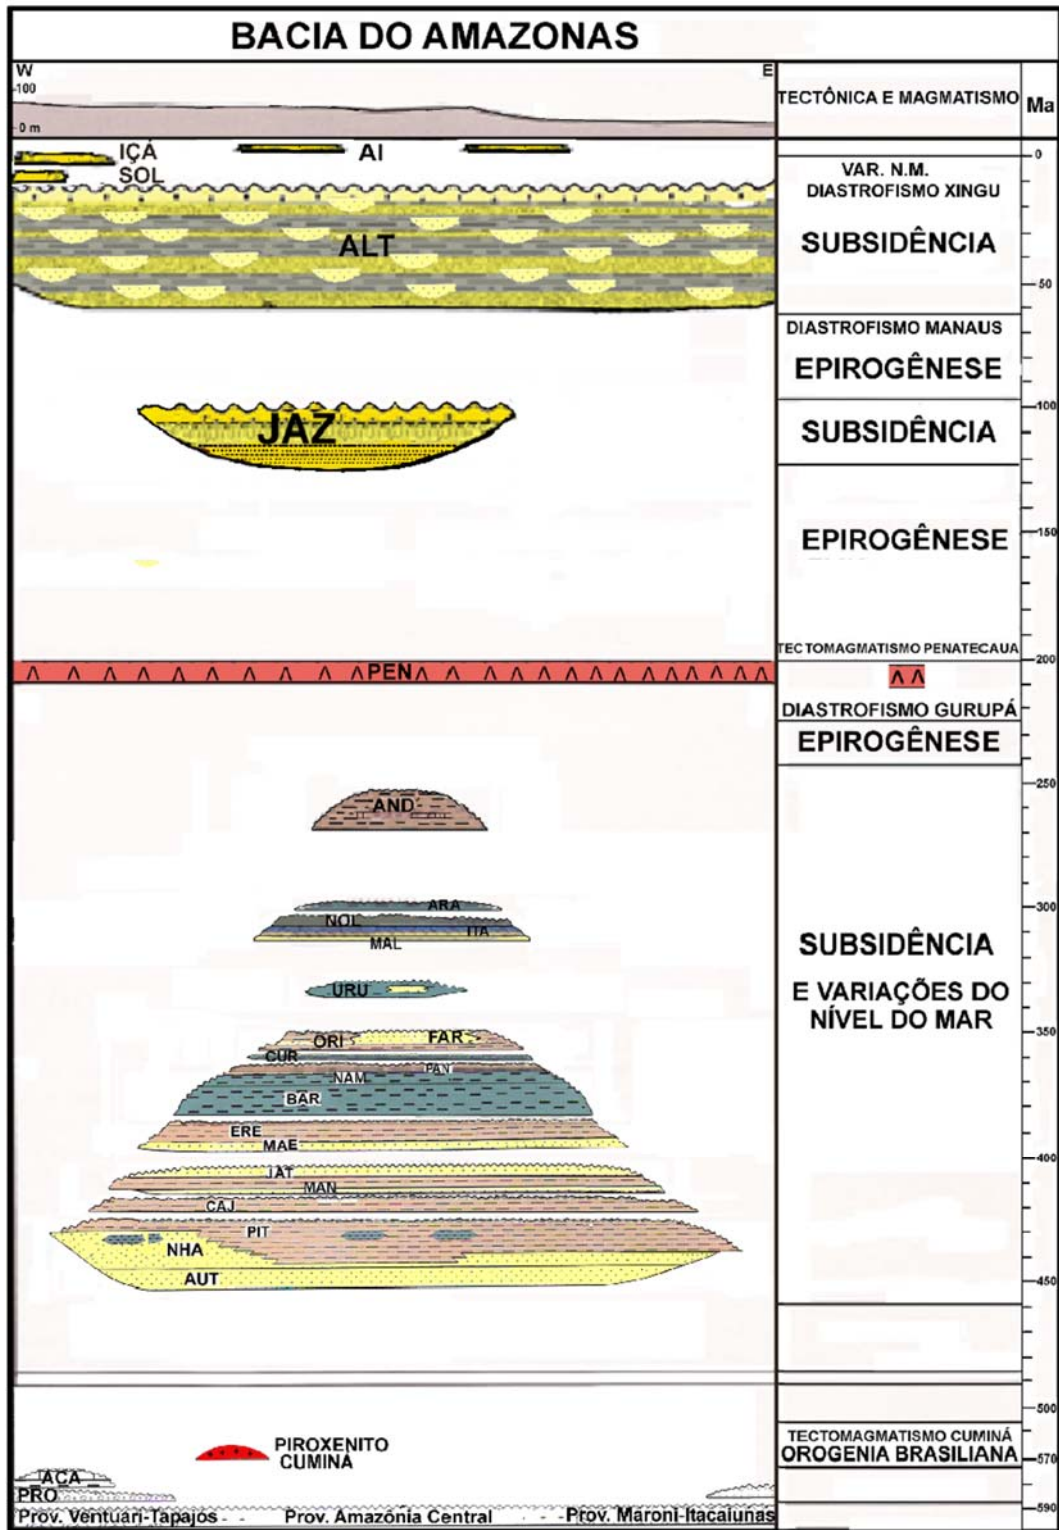 BACIA DO AMAZONAS
W
E
100
0 m
TECTÔNICA E MAGMATISMO
Ma
IÇÁ
AI
SOL
ALT
JAZ
PEN
AND
ARA
NOL
ITA
MAL
URU
ORI
FAR
CUR
PAN
NAM
BAR
ERE
MAE
JAT
MAN
CAJ
PIT
NHA
AUT
PIROXENITO
CUMINÁ
ACA
PRO
Prov. Ventuari-Tapajós
Prov. Amazônia Central
Prov. Maroni-Itacaiunas
VAR. N.M.
DIASTROFISMO XINGU
SUBSIDÊNCIA
DIASTROFISMO MANAUS
EPIROGÊNESE
SUBSIDÊNCIA
EPIROGÊNESE
TECTOMAGMATISMO PENATECAUA
DIASTROFISMO GURUPÁ
EPIROGÊNESE
SUBSIDÊNCIA
E VARIAÇÕES DO
NÍVEL DO MAR
TECTOMAGMATISMO CUMINÁ
OROGENIA BRASILIANA
0
50
100
150
200
250
300
350
400
450
500
570
590